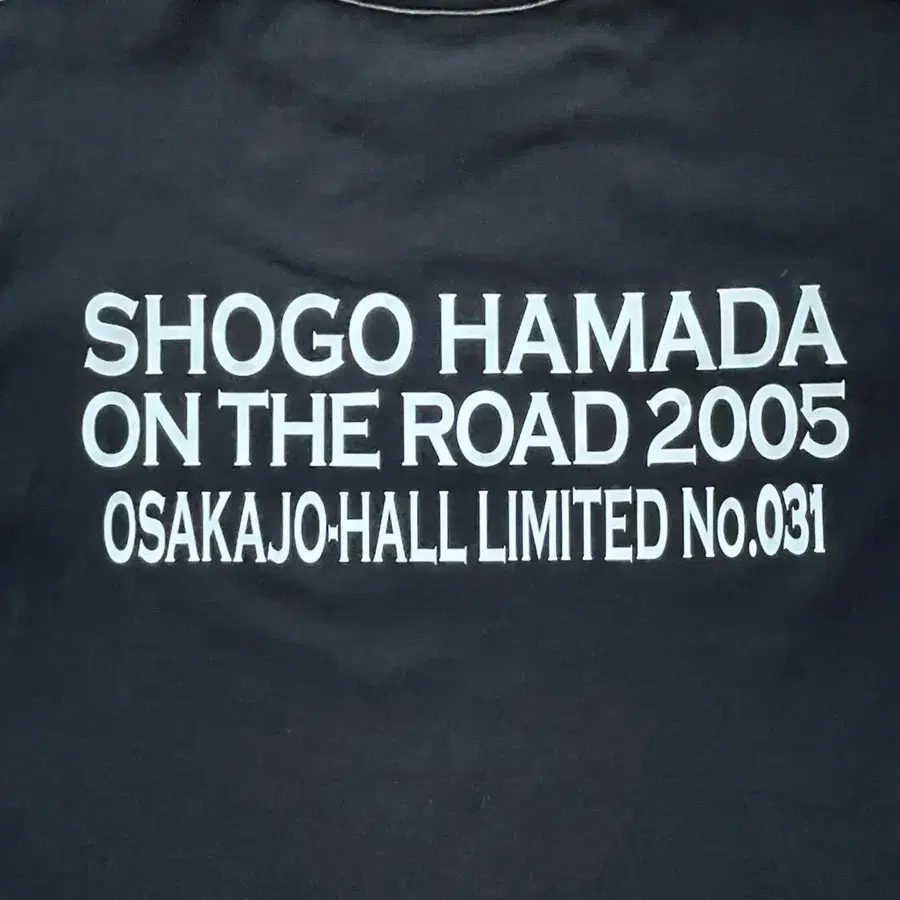 SHOGO HAMADA
ON THE ROAD 2005
OSAKAJO-HALL LIMITED No.031